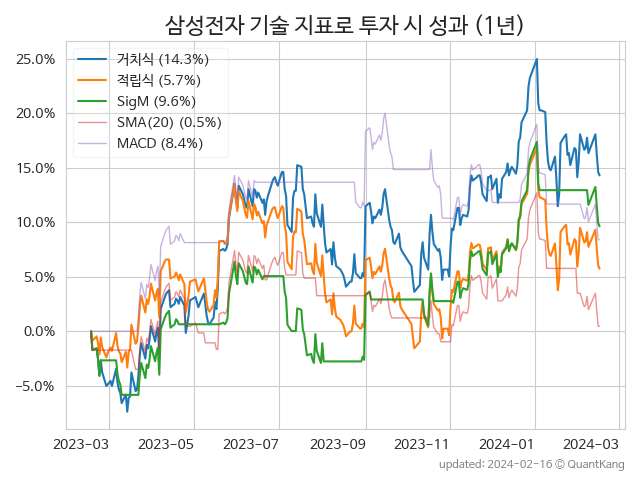 삼성전자 기술 지표로 투자 시 성과 (1년)
거치식 (14.3%)
적립식 (5.7%)
SigM (9.6%)
SMA(20) (0.5%)
MACD (8.4%)
25.0%
20.0%
15.0%
10.0%
5.0%
0.0%
−5.0%
2023-03 2023-05 2023-07 2023-09 2023-11 2024-01 2024-03
updated: 2024-02-16 ⓒ QuantKang